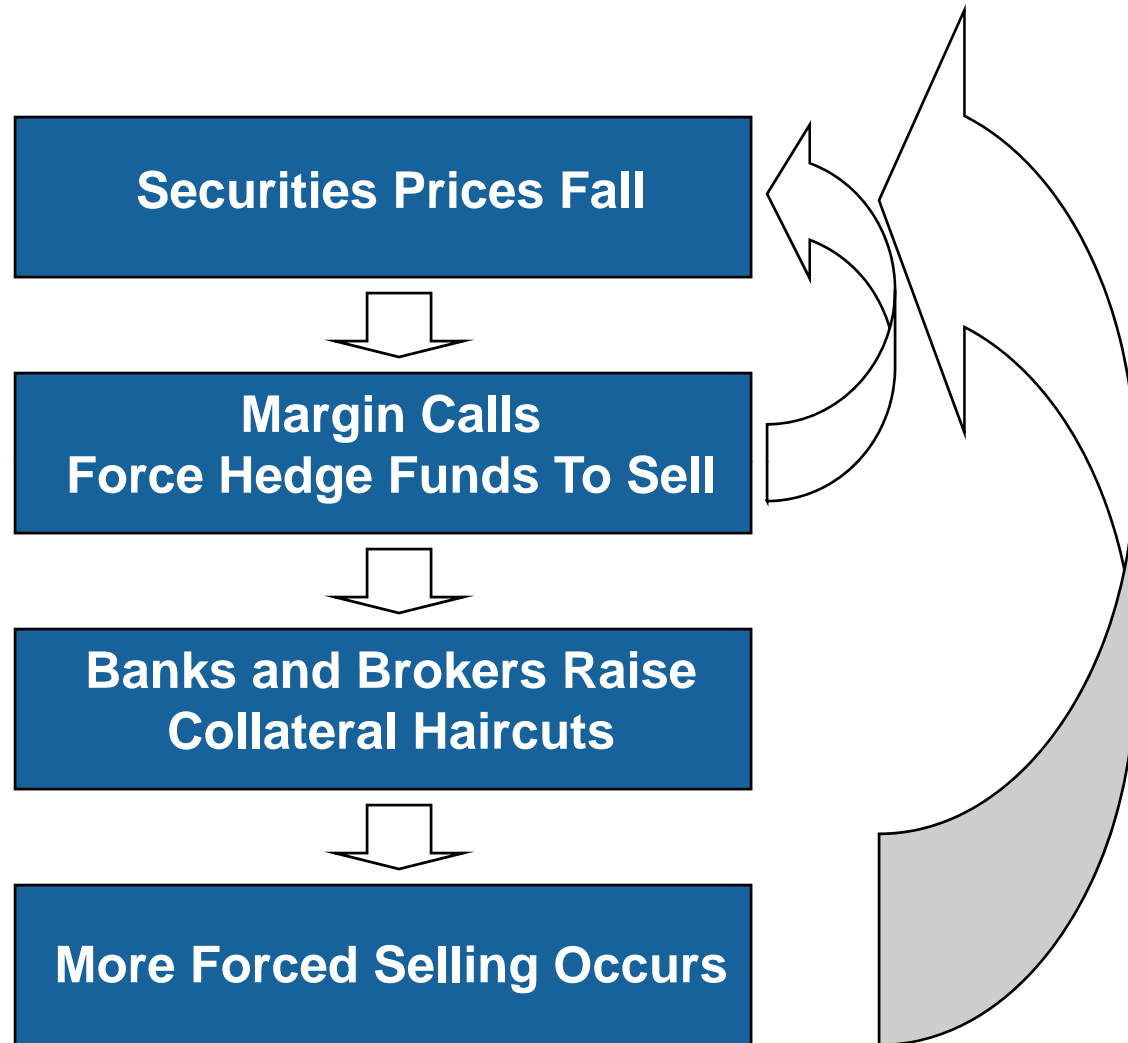 Securities Prices Fall
Margin Calls
Force Hedge Funds To Sell
Banks and Brokers Raise
Collateral Haircuts
More Forced Selling Occurs